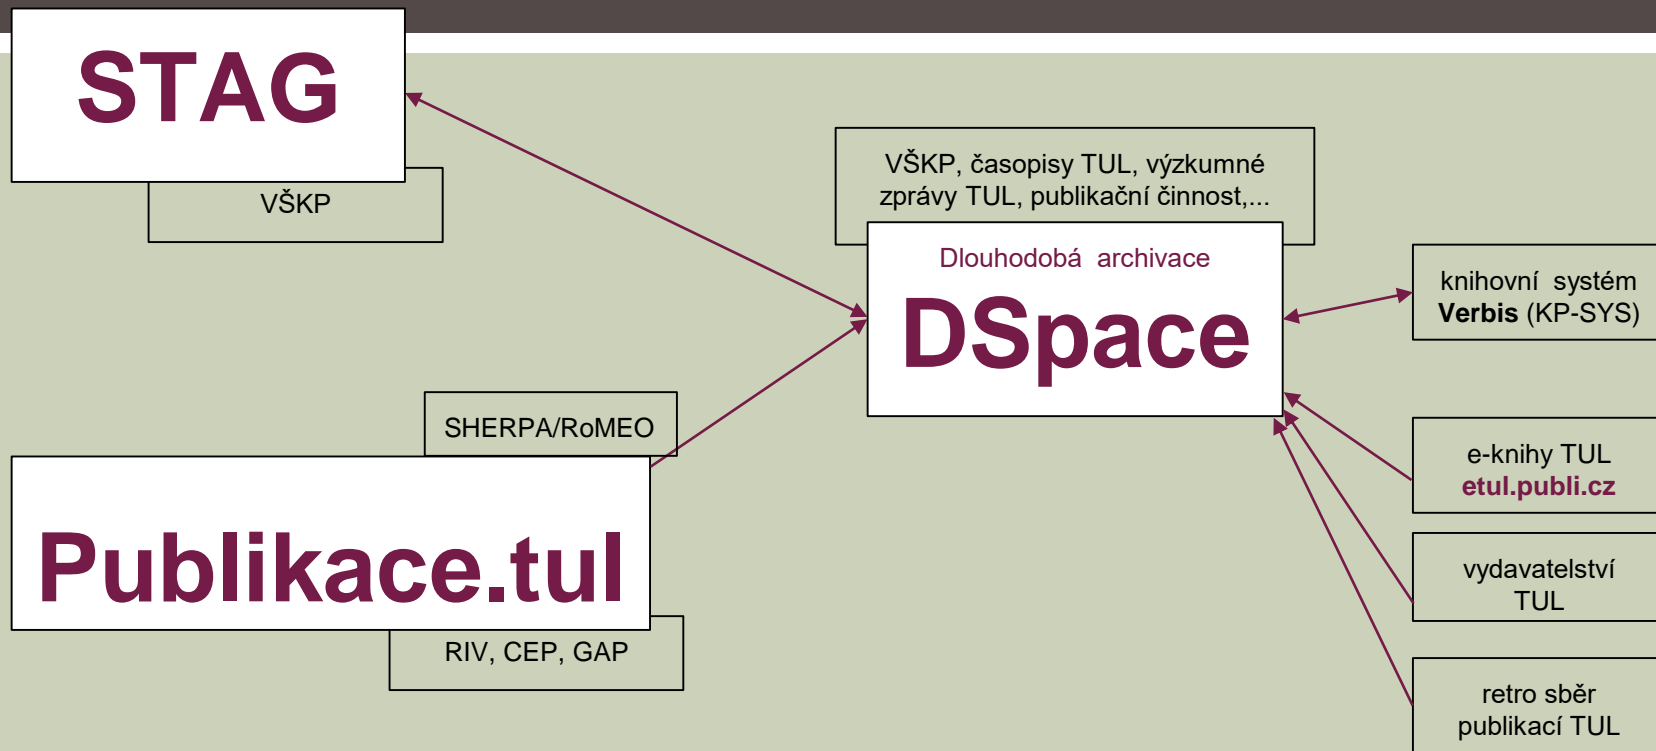 STAG
VŠKP
VŠKP, časopisy TUL, výzkumné
zprávy TUL, publikační činnost,...
Dlouhodobá archivace
DSpace
knihovní systém
Verbis (KP-SYS)
SHERPA/RoMEO
Publikace.tul
RIV, CEP, GAP
e-knihy TUL
etul.publi.cz
vydavatelství
TUL
retro sběr
publikací TUL